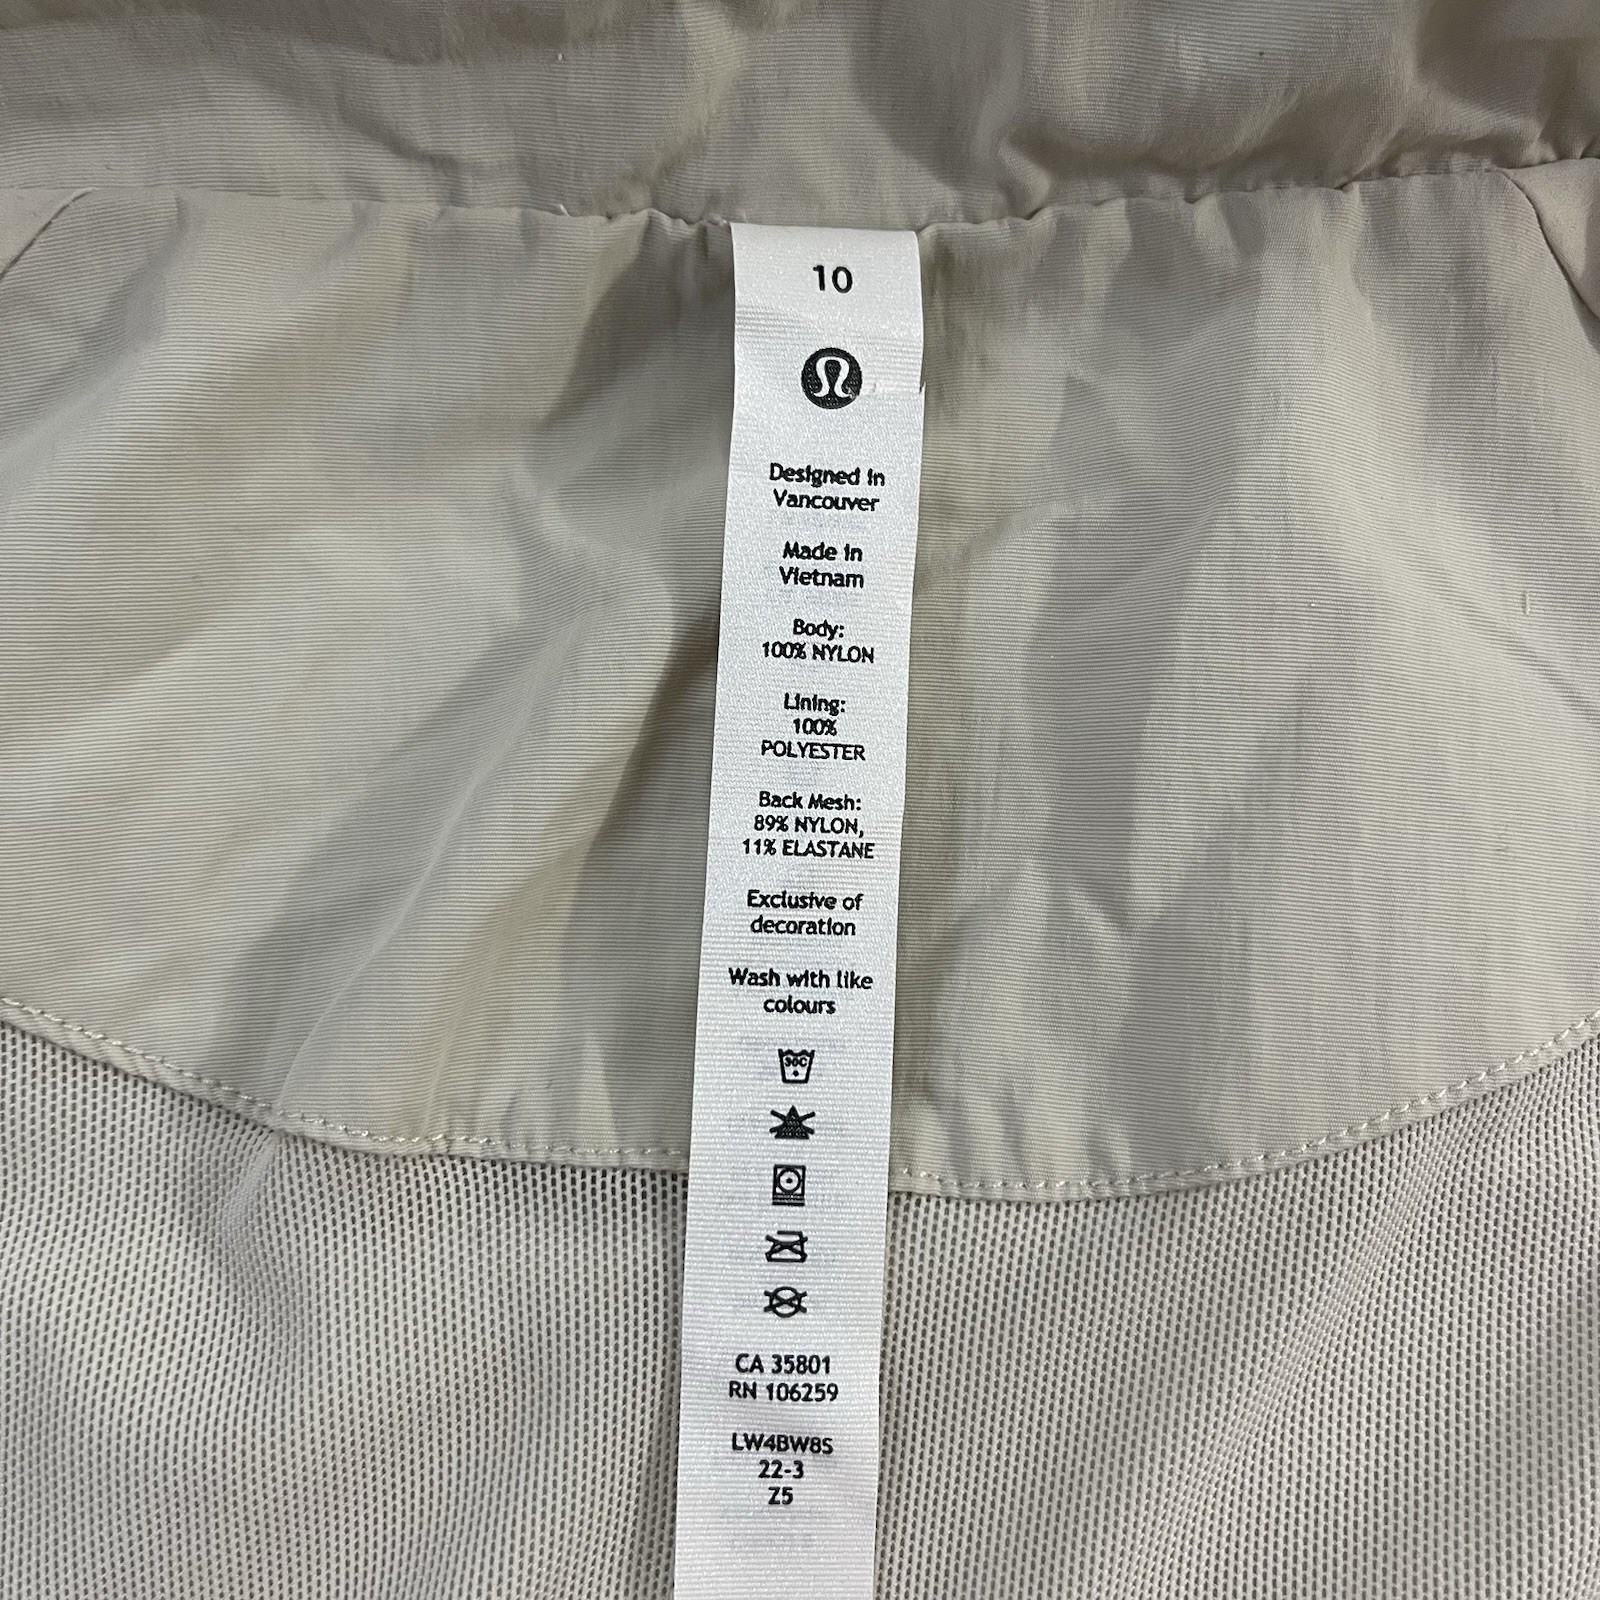 10
Designed in
Vancouver
Made in
Vietnam
Body:
100% NYLON
Lining:
100%
POLYESTER
Back Mesh:
89% NYLON,
11% ELASTANE
Exclusive of
decoration
Wash with like
colours
30C
CA 35801
RN 106259
LW4BW8S
22-3
Z5